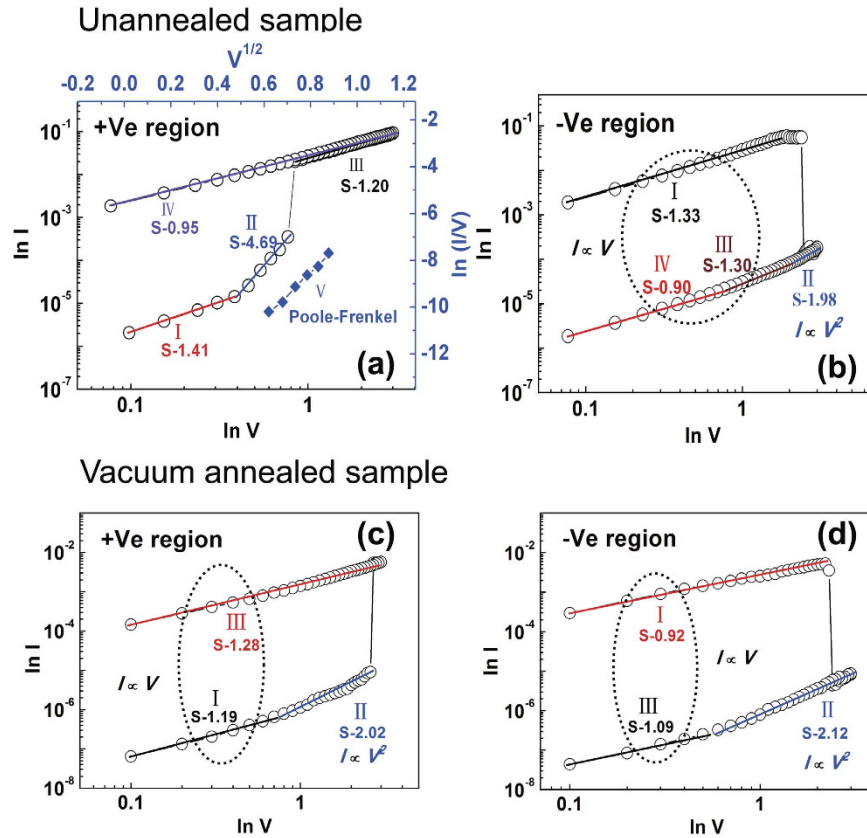 Unannealed sample
V^1/2
-0.2 0.0 0.2 0.4 0.6 0.8 1.0 1.2
+Ve region
10^-1
10^-3
10^-5
10^-7
ln I
-2
-4
-6
-8
-10
-12
ln (I/V)
III
S-1.20
IV
S-0.95
II
S-4.69
V
Poole-Frenkel
I
S-1.41
(a)
0.1 1
ln V
-Ve region
10^-1
10^-3
10^-5
10^-7
ln I
I
S-1.33
I ∝ V
III
S-1.30
IV
S-0.90
II
S-1.98
I ∝ V^2
(b)
0.1 1
ln V
Vacuum annealed sample
+Ve region
(c)
10^-2
10^-4
10^-6
10^-8
ln I
III
S-1.28
I ∝ V
I
S-1.19
II
S-2.02
I ∝ V^2
0.1 1
ln V
-Ve region
(d)
10^-2
10^-4
10^-6
10^-8
ln I
I
S-0.92
I ∝ V
III
S-1.09
II
S-2.12
I ∝ V^2
0.1 1
ln V